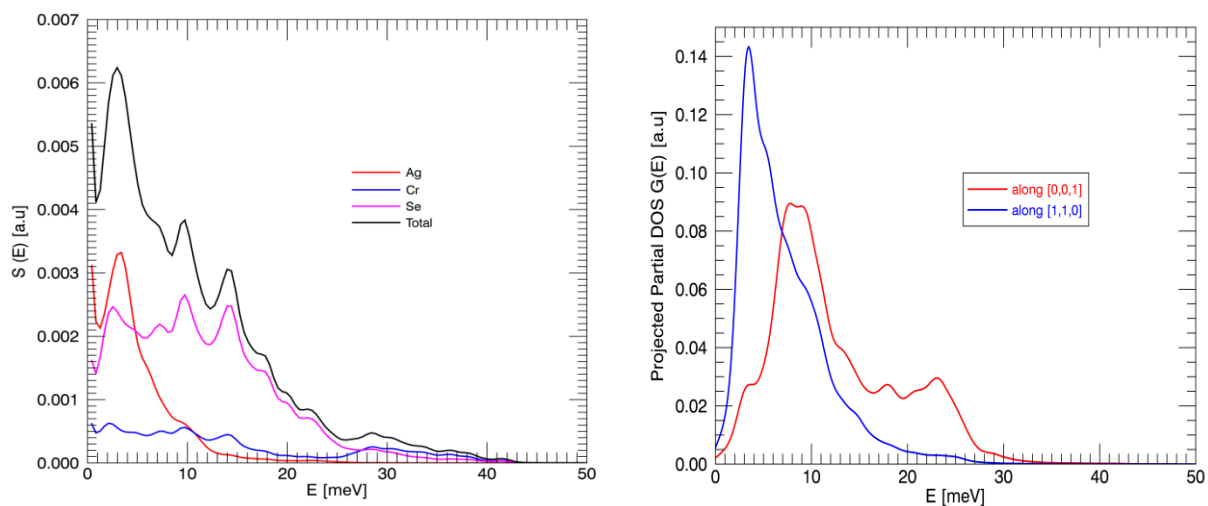 0.007
0.006
0.005
0.004
0.003
0.002
0.001
0.000
S (E) [a.u]
Ag
Cr
Se
Total
0 10 20 30 40 50
E [meV]
0.14
0.12
0.10
0.08
0.06
0.04
0.02
0.00
Projected Partial DOS G(E) [a.u]
along [0,0,1]
along [1,1,0]
0 10 20 30 40 50
E [meV]